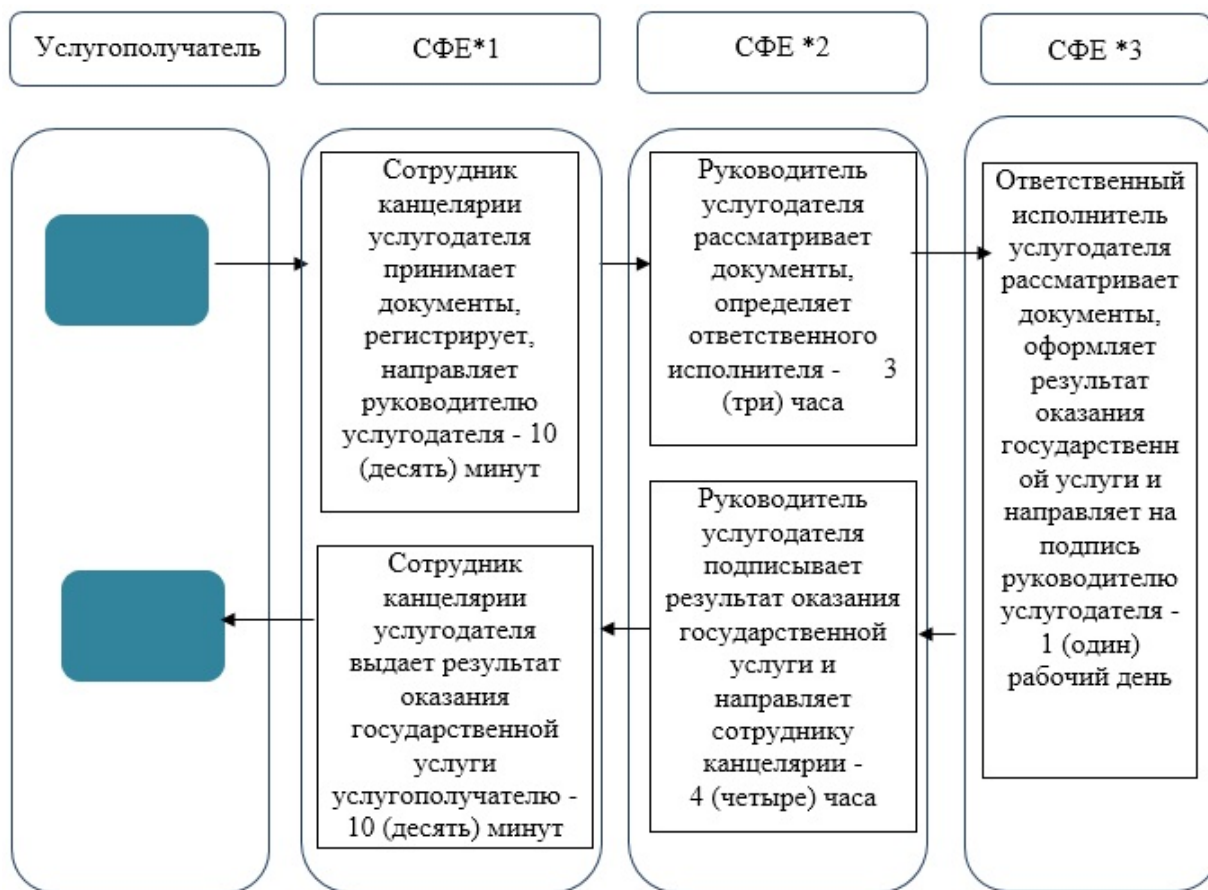 Услугополучатель
СФЕ*1
СФЕ *2
СФЕ *3
Сотрудник
канцелярии
услугодателя
принимает
документы,
регистрирует,
направляет
руководителю
услугодателя - 10
(десять) минут
Руководитель
услугодателя
рассматривает
документы,
определяет
ответственного
исполнителя - 3
(три) часа
Ответственный
исполнитель
услугодателя
рассматривает
документы,
оформляет
результат
оказания
государственн
ой услуги и
направляет на
подпись
руководителю
услугодателя -
1 (один)
рабочий день
Руководитель
услугодателя
подписывает
результат оказания
государственной
услуги и
направляет
сотруднику
канцелярии -
4 (четыре) часа
Сотрудник
канцелярии
услугодателя
выдает результат
оказания
государственной
услуги
услугополучателю -
10 (десять) минут